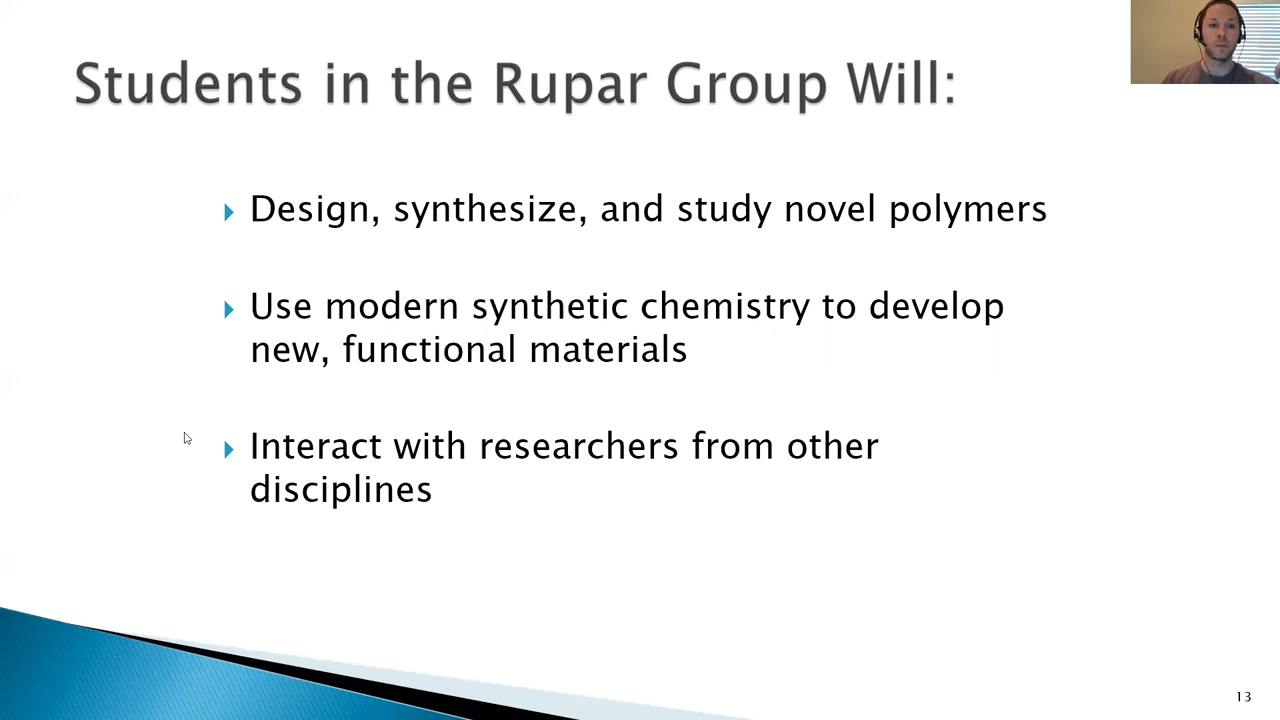 Students in the Rupar Group Will:
Design, synthesize, and study novel polymers
Use modern synthetic chemistry to develop
new, functional materials
Interact with researchers from other
disciplines
13